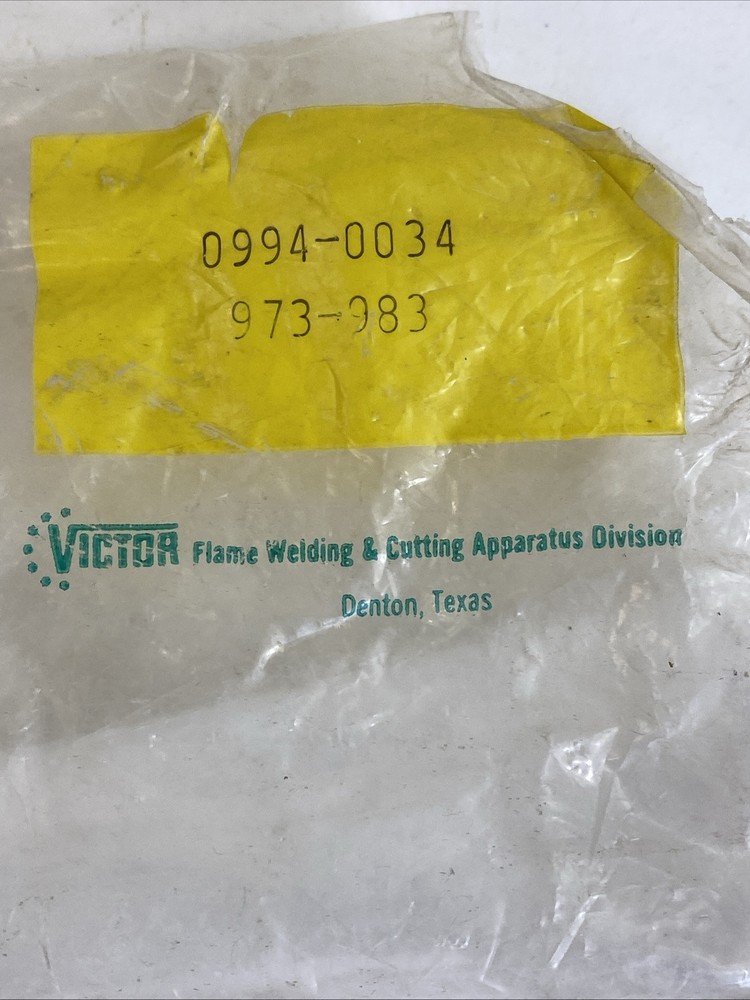 0994-0034
973-983
VICTOR Flame Welding & Cutting Apparatus Division
Denton, Texas